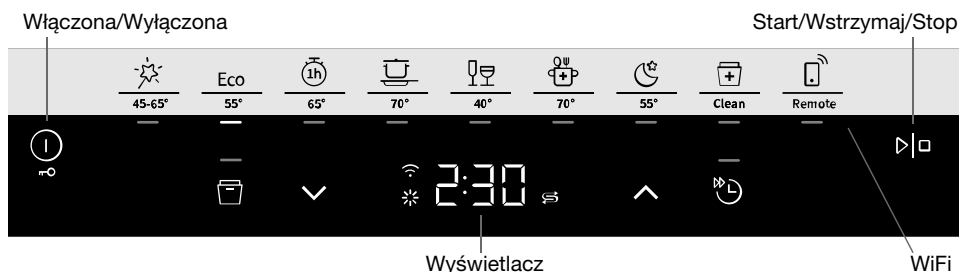 Włączona/Wyłączona
Start/Wstrzymaj/Stop
Eco
1h
45-65°
55°
65°
70°
40°
70°
55°
Clean
Remote
2:30
Wyświetlacz
WiFi